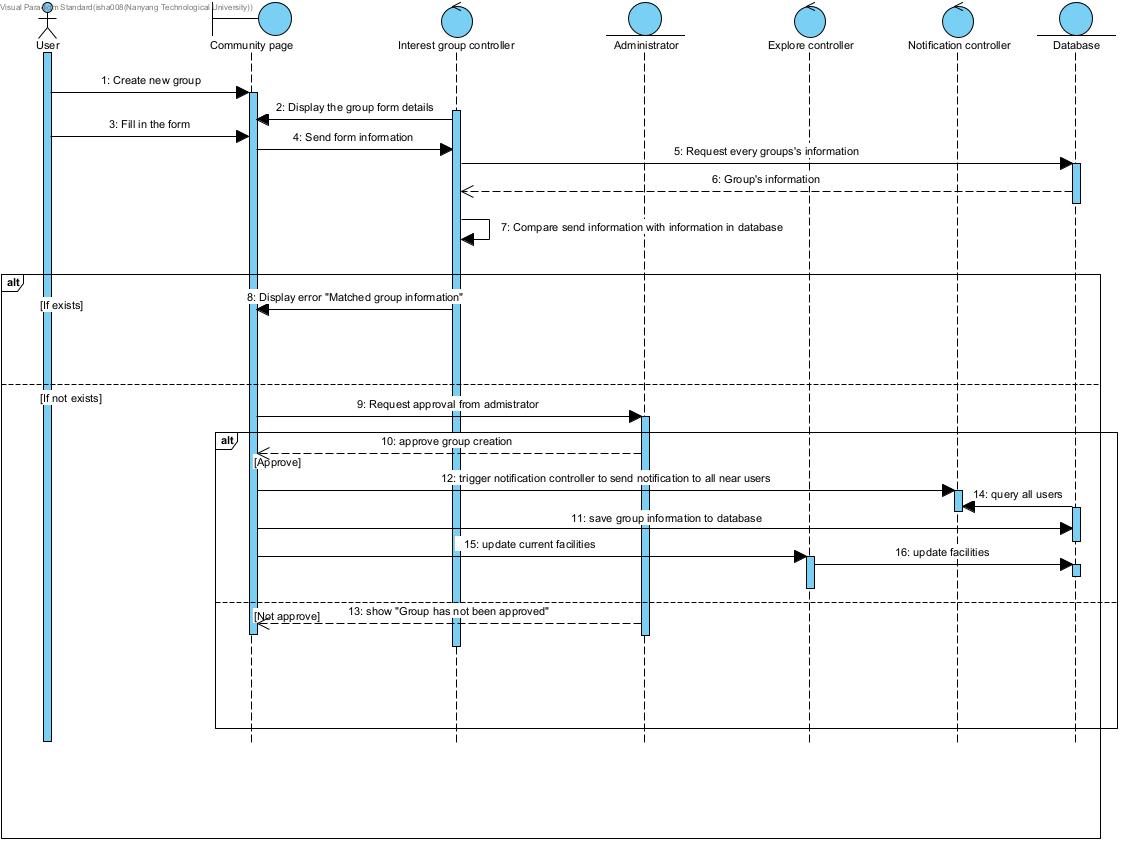 Visual Paradigm Standard(isha008(Nanyang Technological University))
User
Community page
Interest group controller
Administrator
Explore controller
Notification controller
Database
1: Create new group
2: Display the group form details
3: Fill in the form
4: Send form information
5: Request every groups's information
6: Group's information
7: Compare send information with information in database
alt
8: Display error "Matched group information"
[If exists]
[If not exists]
9: Request approval from admistrator
alt
10: approve group creation
[Approve]
12: trigger notification controller to send notification to all near users
14: query all users
11: save group information to database
15: update current facilities
16: update facilities
13: show "Group has not been approved"
[Not approve]